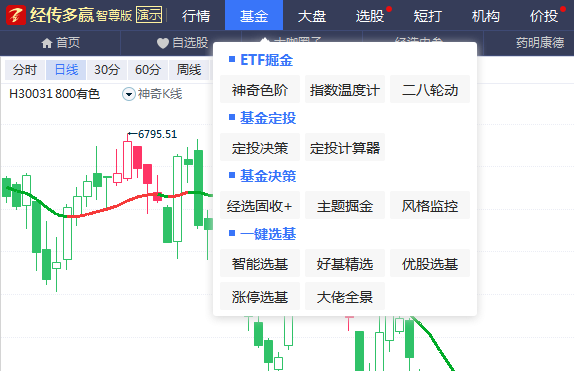 经传多赢 智尊版 演示 行情 基金 大盘 选股 短打 机构 价投
首页 自选股 药明康德
分时 日线 30分 60分 周线
H30031 800有色 神奇K线
6795.51
ETF掘金
神奇色阶 指数温度计 二八轮动
基金定投
定投决策 定投计算器
基金决策
经选固收+ 主题掘金 风格监控
一键选基
智能选基 好基精选 优股选基
涨停选基 大佬全景